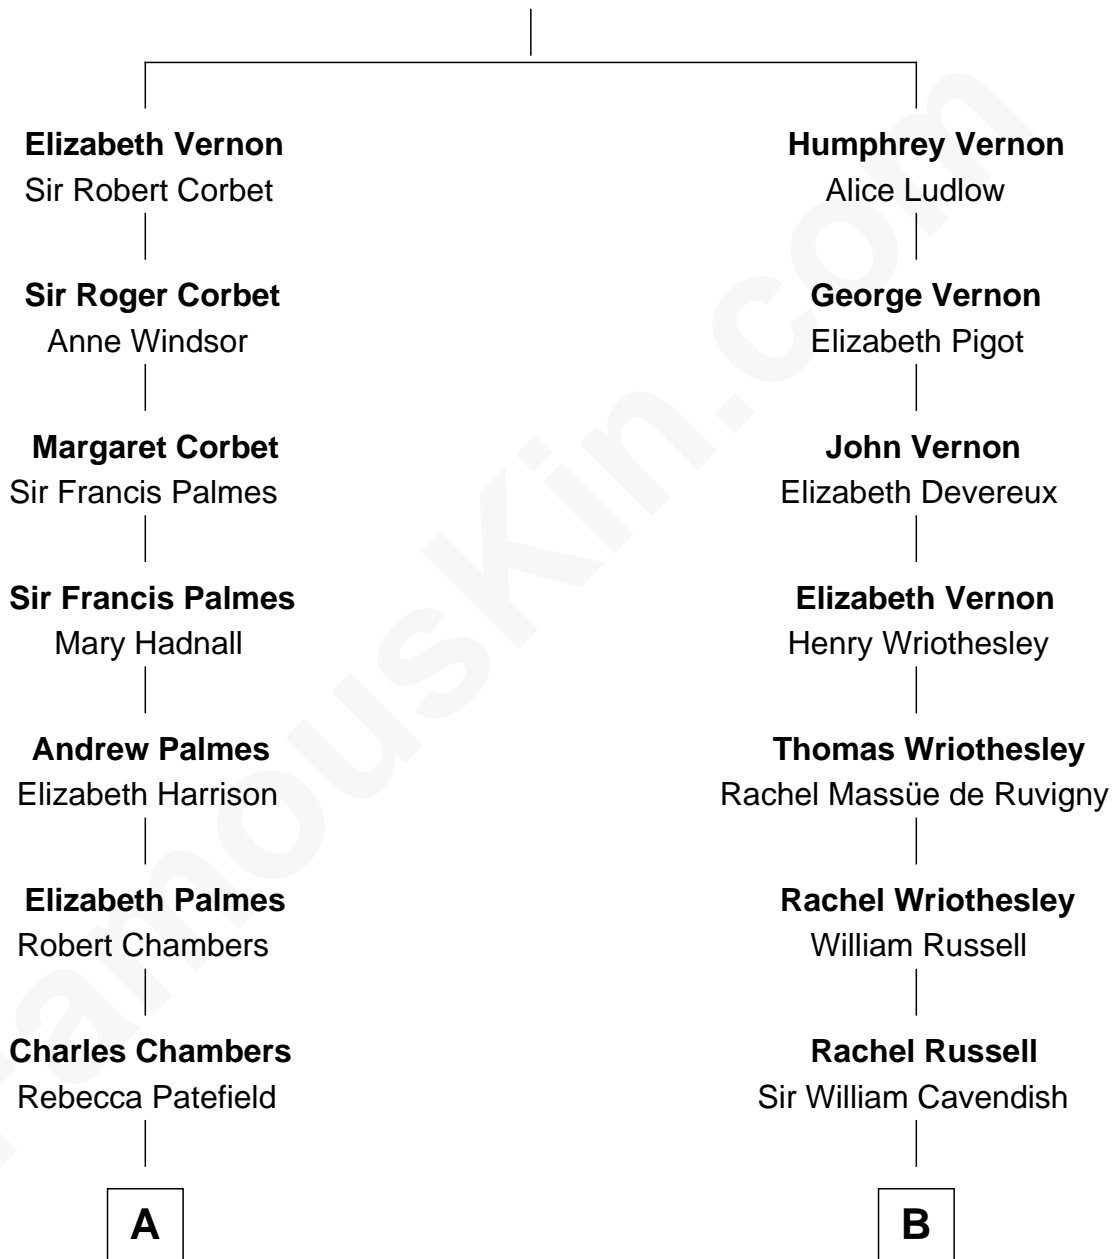 Elizabeth Vernon
Sir Robert Corbet
Sir Roger Corbet
Anne Windsor
Margaret Corbet
Sir Francis Palmes
Sir Francis Palmes
Mary Hadnall
Andrew Palmes
Elizabeth Harrison
Elizabeth Palmes
Robert Chambers
Charles Chambers
Rebecca Patefield
A
Humphrey Vernon
Alice Ludlow
George Vernon
Elizabeth Pigot
John Vernon
Elizabeth Devereux
Elizabeth Vernon
Henry Wriothesley
Thomas Wriothesley
Rachel Massüe de Ruvigny
Rachel Wriothesley
William Russell
Rachel Russell
Sir William Cavendish
B
FamousKin.com